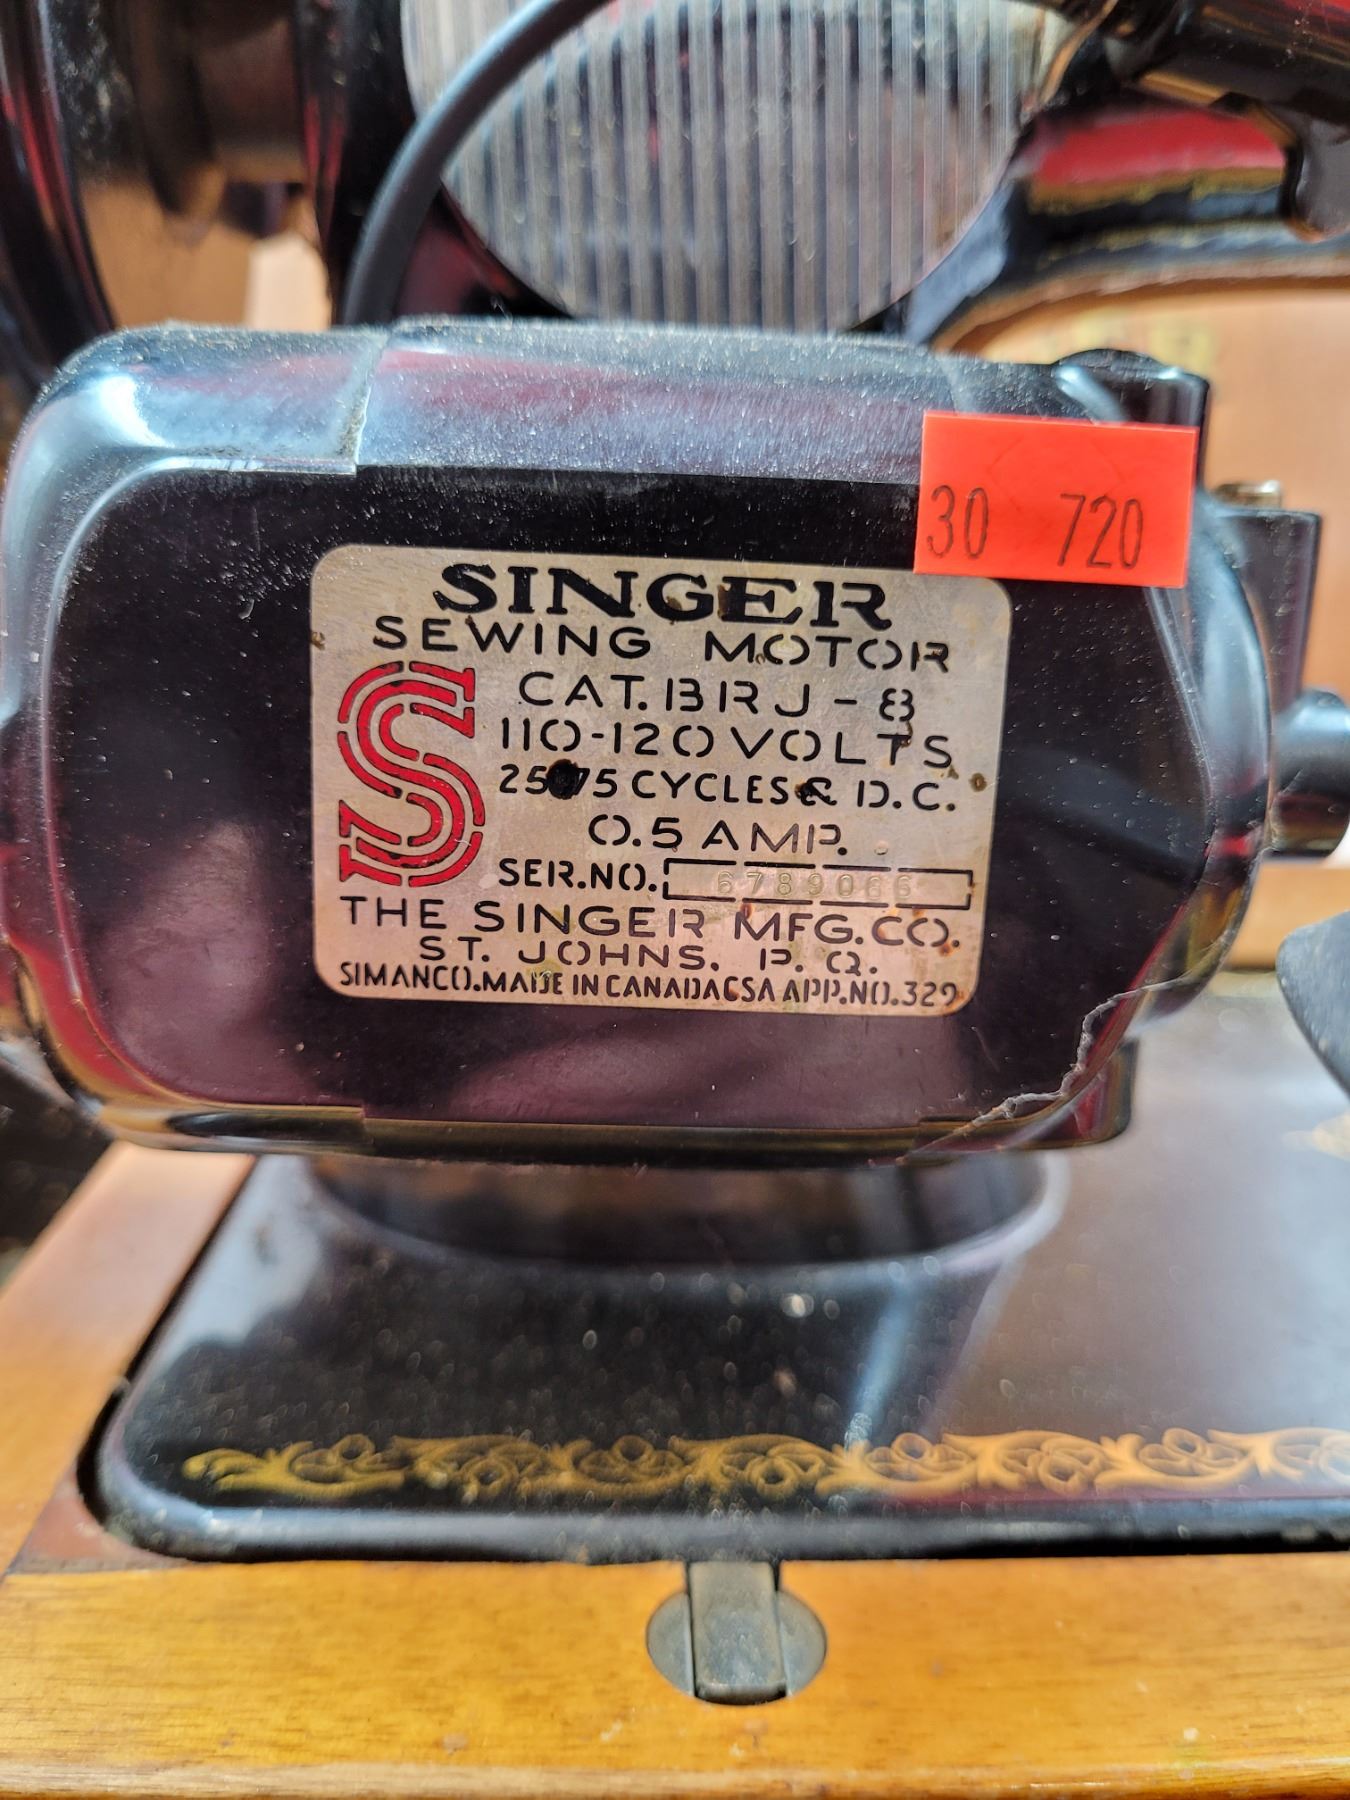 30 720
SINGER
SEWING MOTOR
CAT. BRJ-8
110-120 VOLTS
25-75 CYCLES & D.C.
0.5 AMP.
SER.NO. 6789066
THE SINGER MFG.CO.
ST. JOHNS, P. Q.
SIMANCO. MADE IN CANADA CSA APP.NO.329
S